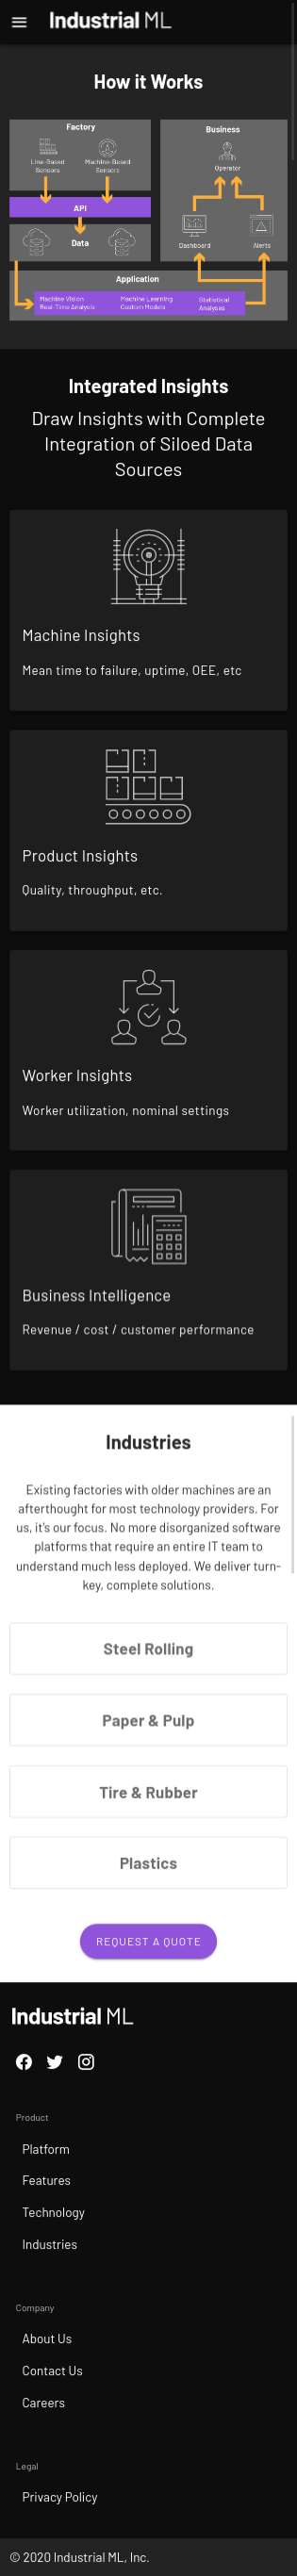 Industrial ML
How it Works
Factory
Business
Line-Based
Sensors
Machine-Based
Sensors
Operator
API
Data
Dashboard
Alerts
Application
Machine Vision
Real-Time Analysis
Machine Learning
Custom Models
Statistical
Analyses
Integrated Insights
Draw Insights with Complete
Integration of Siloed Data
Sources
Machine Insights
Mean time to failure, uptime, OEE, etc
Product Insights
Quality, throughput, etc.
Worker Insights
Worker utilization, nominal settings
Business Intelligence
Revenue / cost / customer performance
Industries
Existing factories with older machines are an
afterthought for most technology providers. For
us, it's our focus. No more disorganized software
platforms that require an entire IT team to
understand much less deployed. We deliver turn-
key, complete solutions.
Steel Rolling
Paper & Pulp
Tire & Rubber
Plastics
REQUEST A QUOTE
Industrial ML
Product
Platform
Features
Technology
Industries
Company
About Us
Contact Us
Careers
Legal
Privacy Policy
© 2020 Industrial ML, Inc.